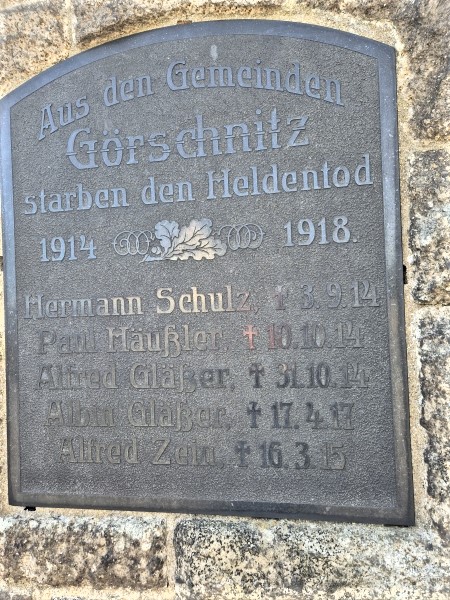 Aus den Gemeinden
Görschnitz
starben den Heldentod
1914 1918.
Hermann Schulz, † 3.9.14
Paul Häußler, † 10.10.14
Alfred Gläßer, † 31.10.14
Albin Gläßer, † 17.4.17
Alfred † 16.3.15